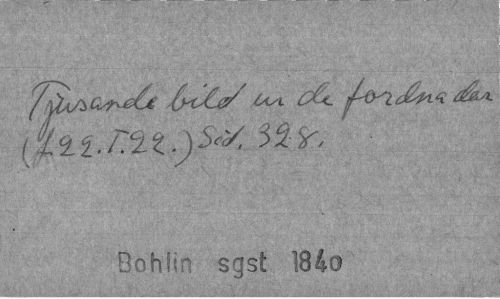 Tjusande bild ur de fordna dar
(f.22.T.22.) Sid. 328.
Bohlin sgst 1840